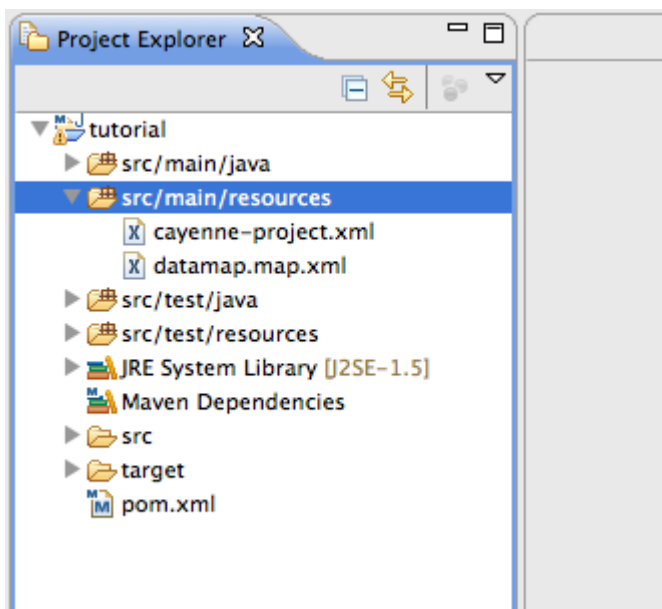 Project Explorer
tutorial
src/main/java
src/main/resources
cayenne-project.xml
datamap.map.xml
src/test/java
src/test/resources
JRE System Library [J2SE-1.5]
Maven Dependencies
src
target
pom.xml